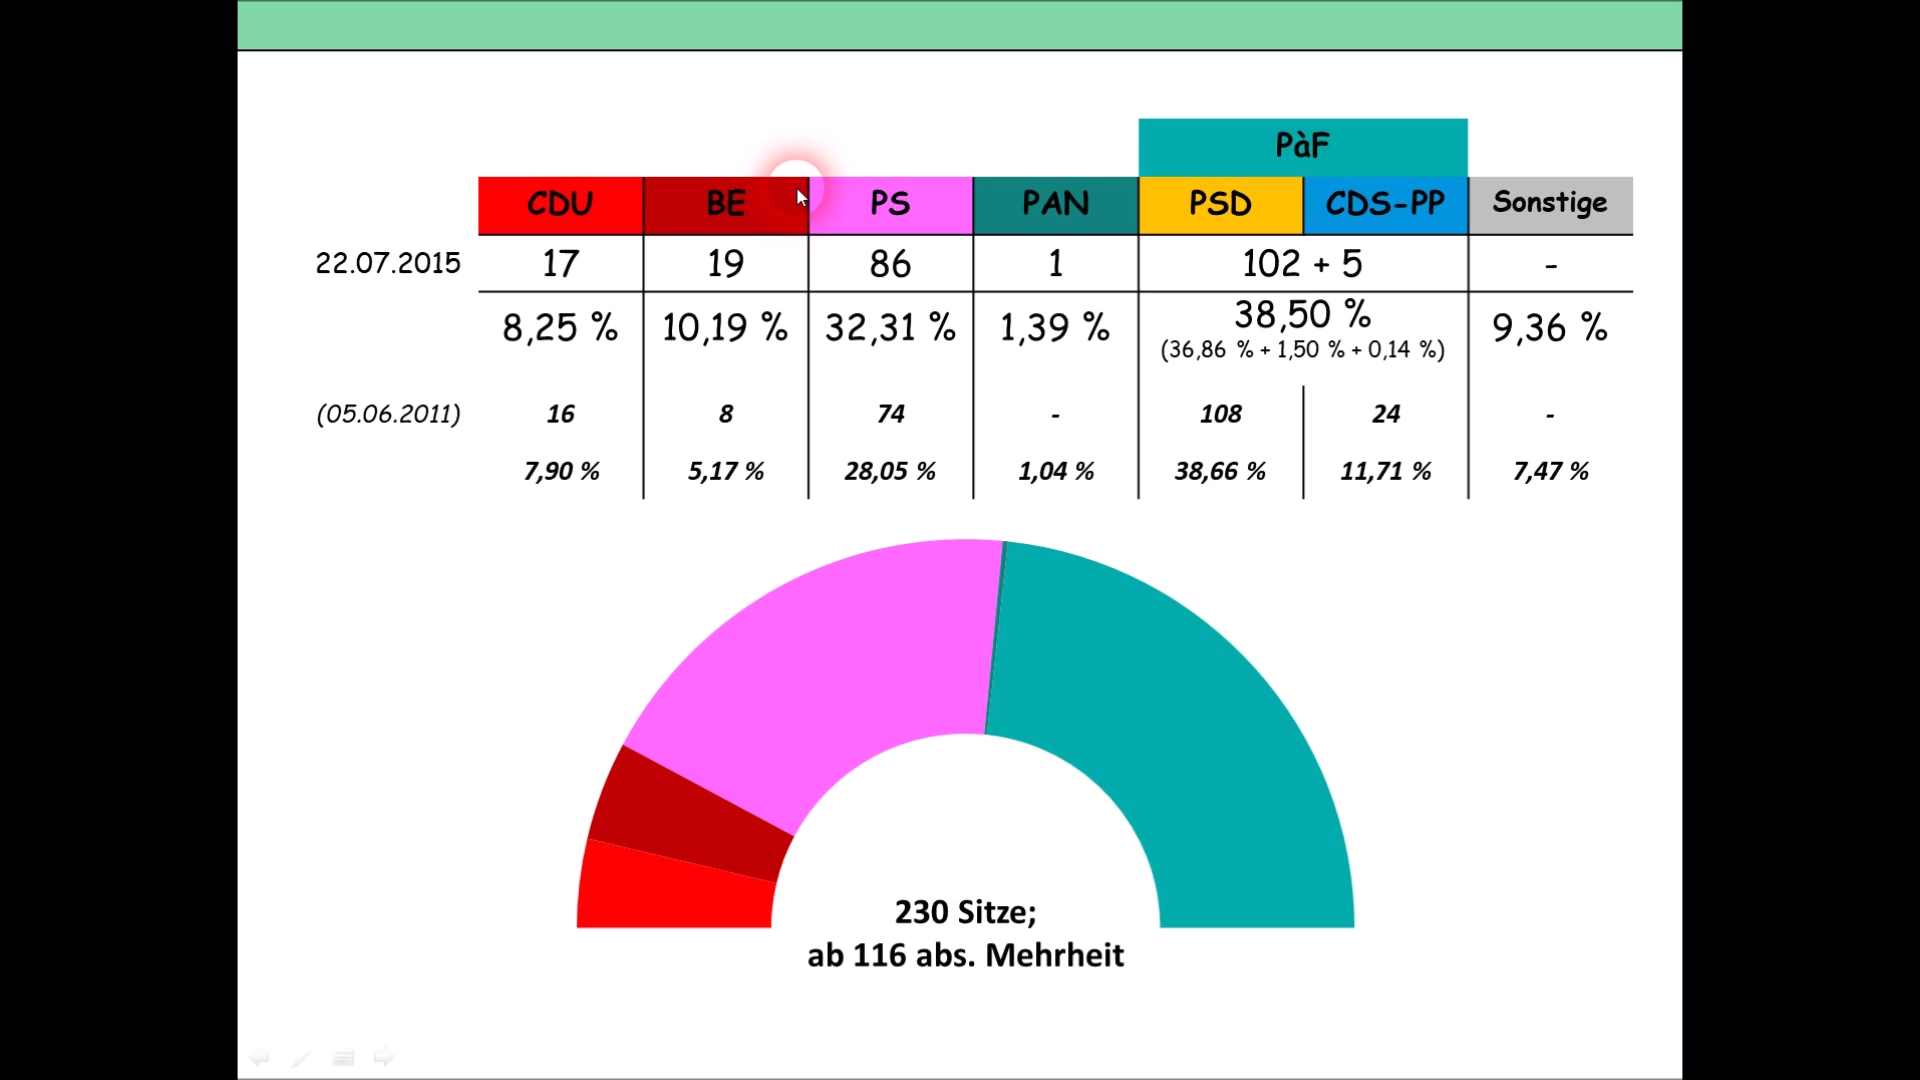 PàF
CDU BE PS PAN PSD CDS-PP Sonstige
22.07.2015 17 19 86 1 102 + 5 -
8,25 % 10,19 % 32,31 % 1,39 % 38,50 % 9,36 %
(36,86 % + 1,50 % + 0,14 %)
(05.06.2011) 16 8 74 - 108 24 -
7,90 % 5,17 % 28,05 % 1,04 % 38,66 % 11,71 % 7,47 %
230 Sitze;
ab 116 abs. Mehrheit